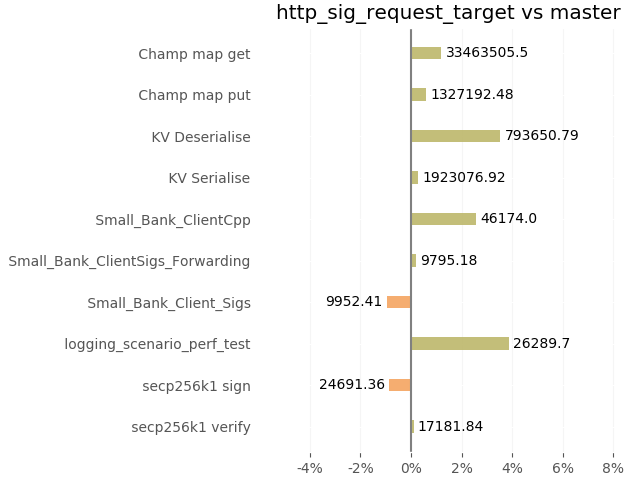 http_sig_request_target vs master
Champ map get 33463505.5
Champ map put 1327192.48
KV Deserialise 793650.79
KV Serialise 1923076.92
Small_Bank_ClientCpp 46174.0
Small_Bank_ClientSigs_Forwarding 9795.18
Small_Bank_Client_Sigs 9952.41
logging_scenario_perf_test 26289.7
secp256k1 sign 24691.36
secp256k1 verify 17181.84
-4% -2% 0% 2% 4% 6% 8%